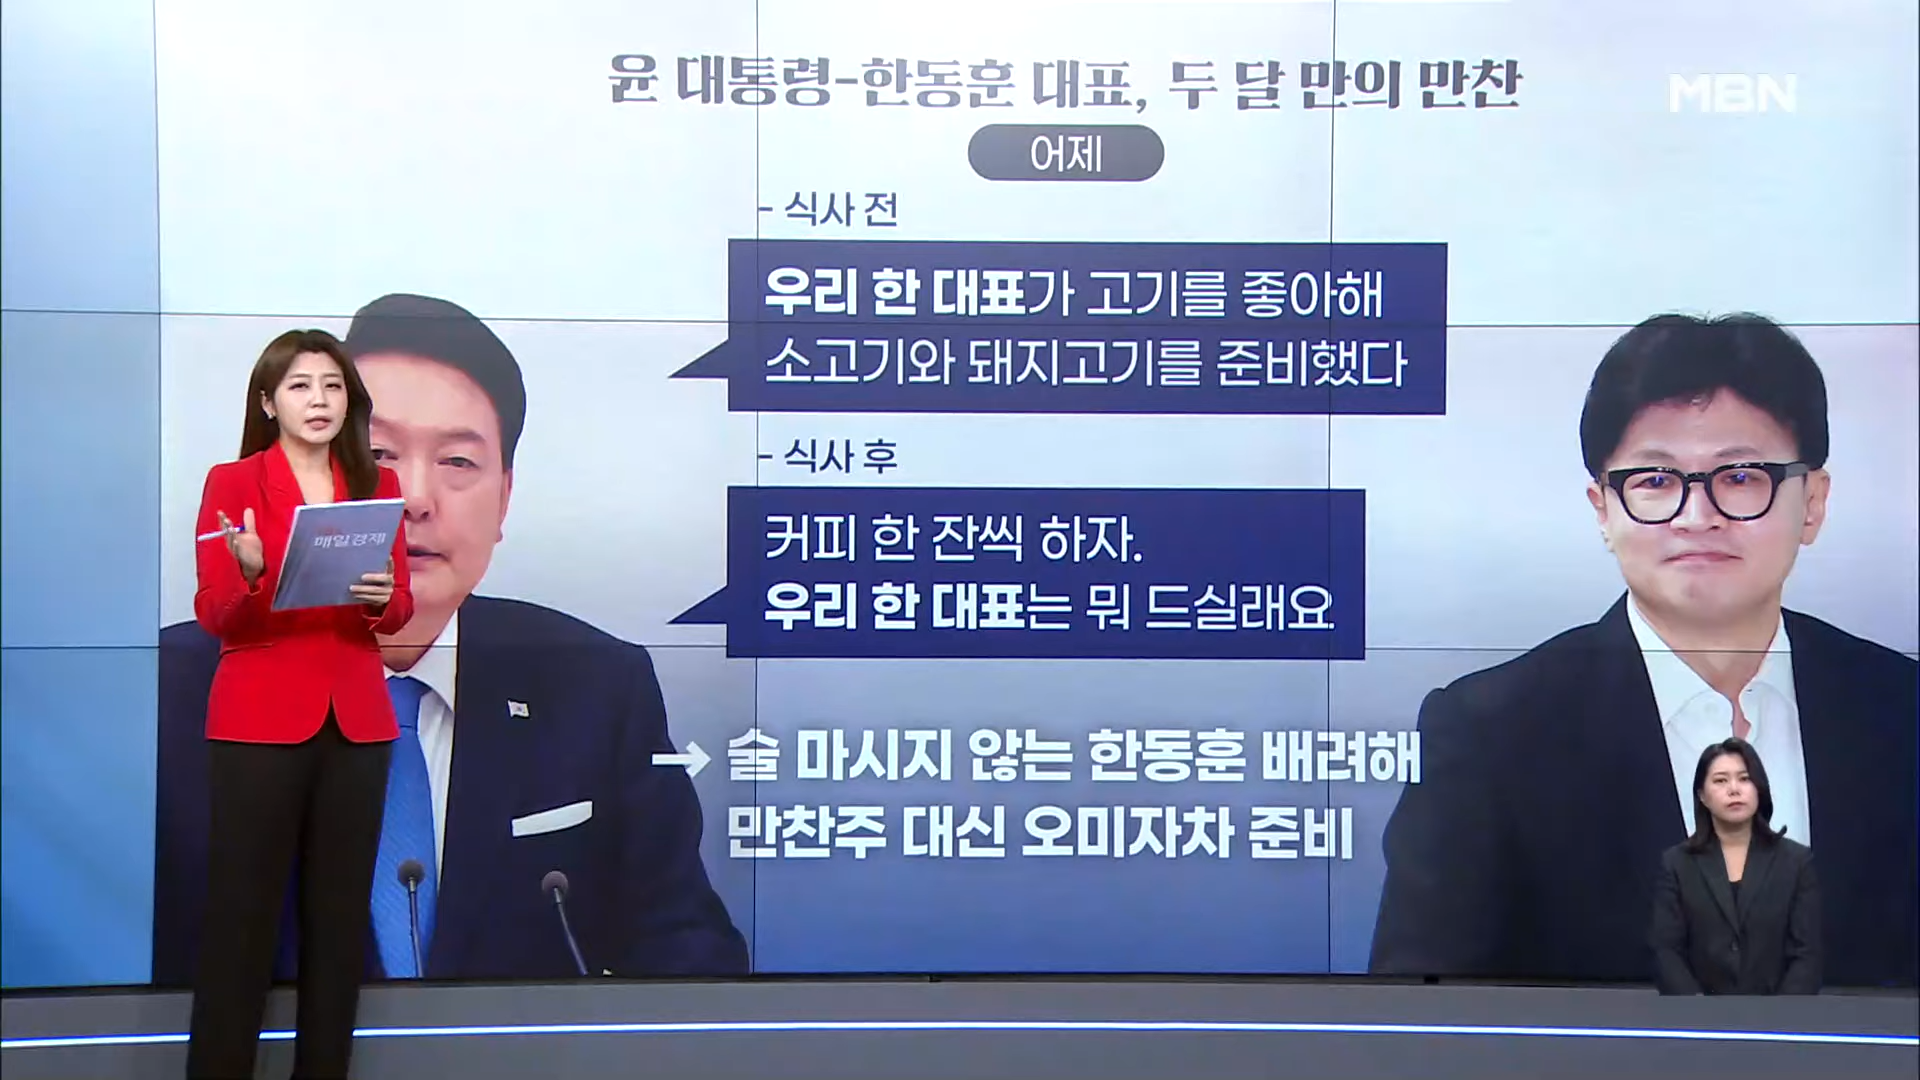 윤 대통령-한동훈 대표, 두 달 만의 만찬
MBN
어제
- 식사 전
우리 한 대표가 고기를 좋아해
소고기와 돼지고기를 준비했다
- 식사 후
커피 한 잔씩 하자.
우리 한 대표는 뭐 드실래요
매일경제
→ 술 마시지 않는 한동훈 배려해
만찬주 대신 오미자차 준비